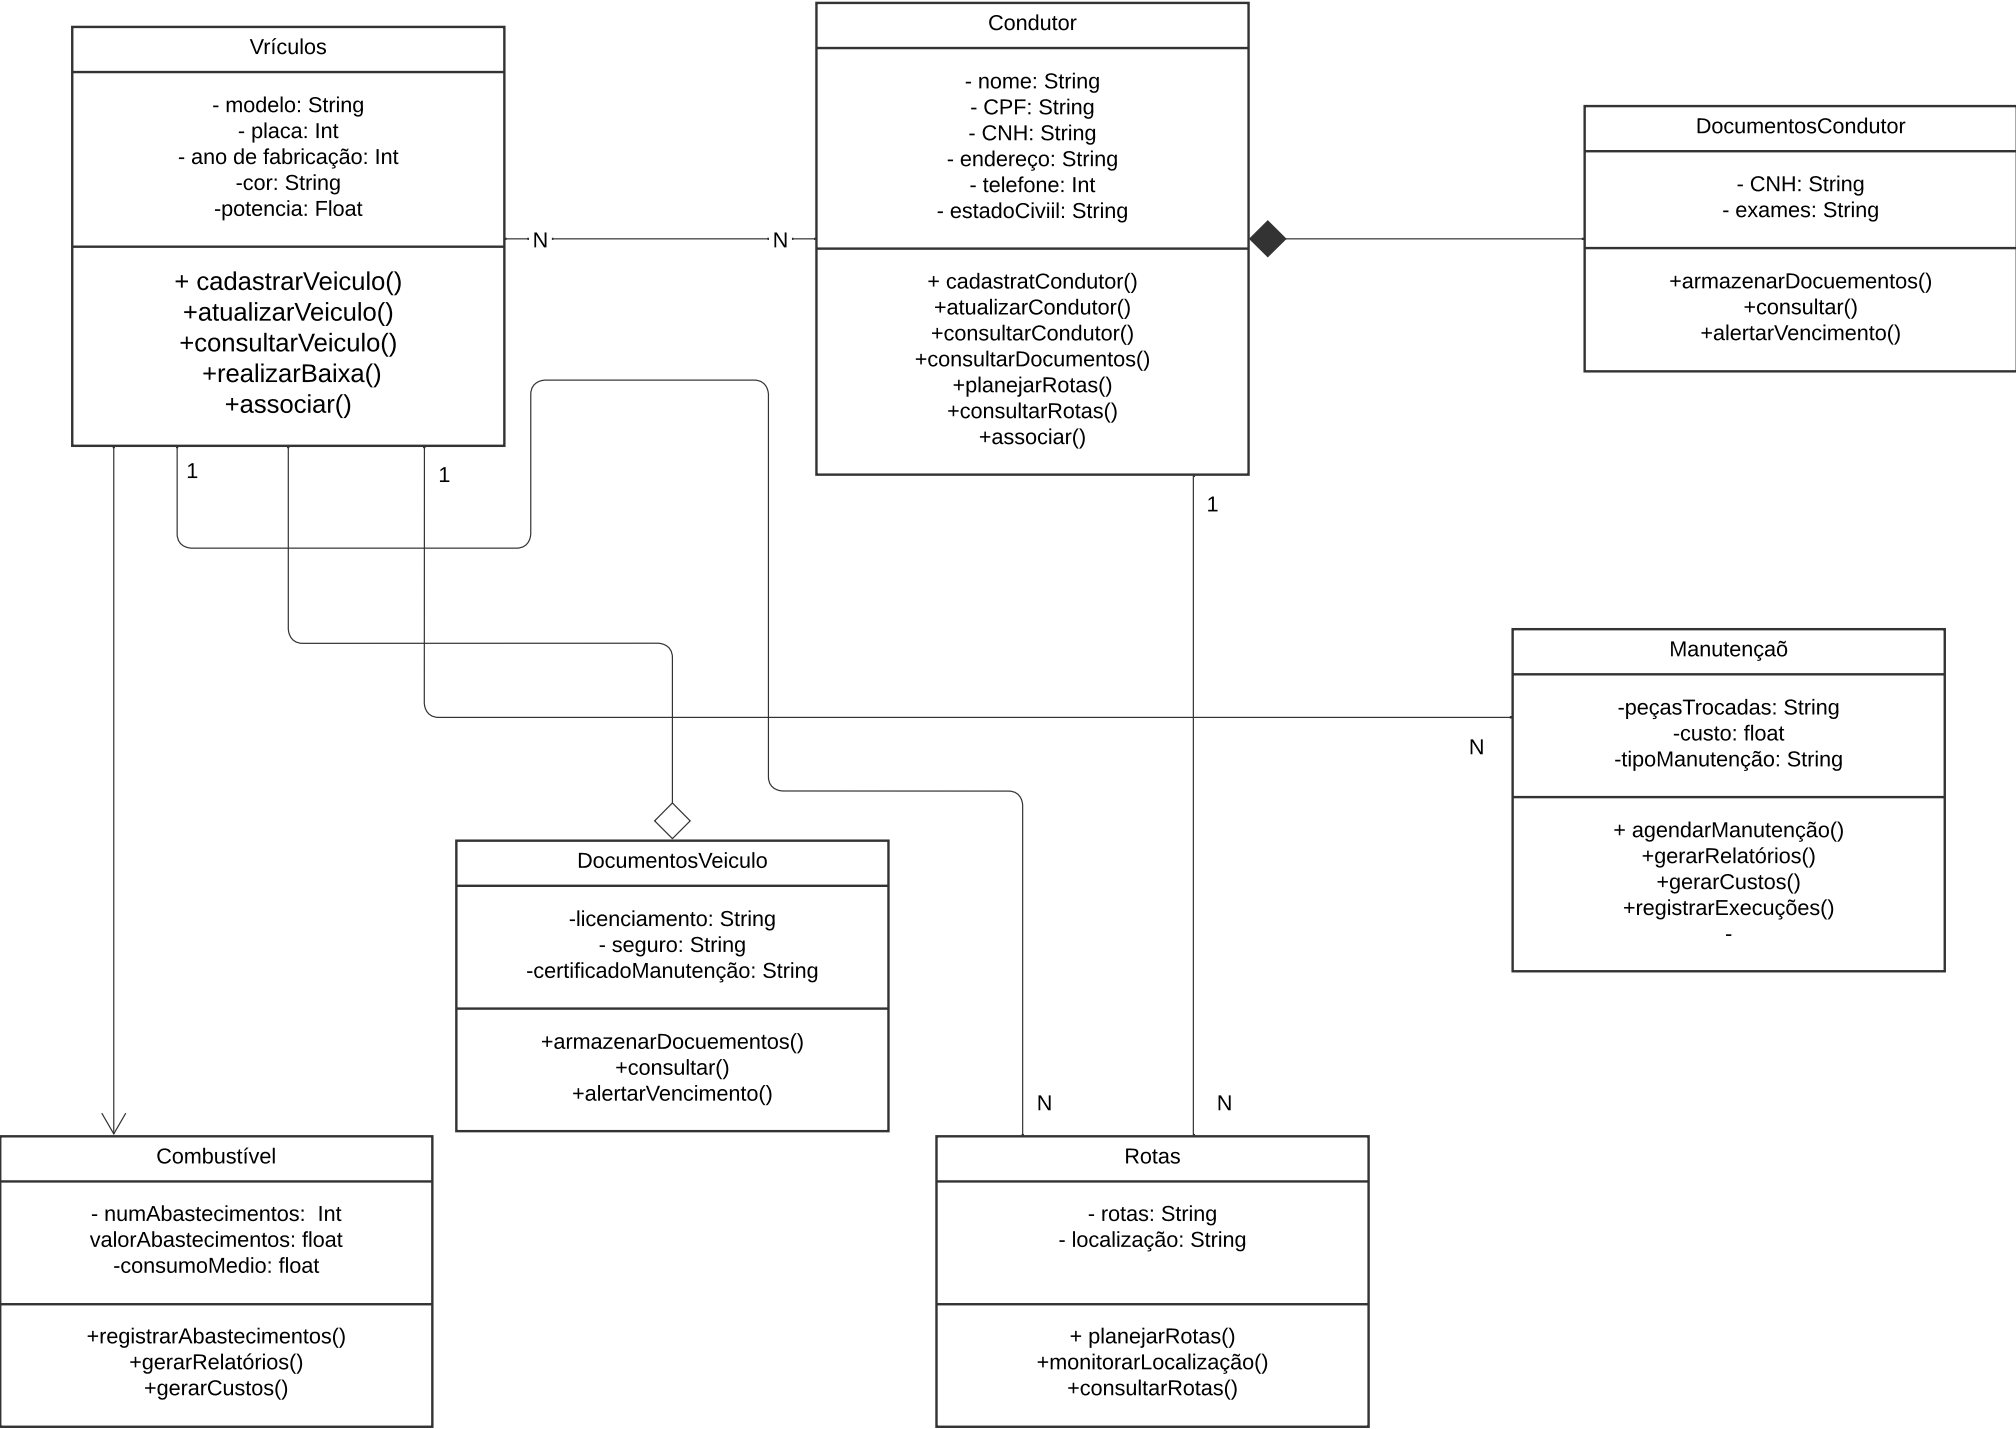 Vrículos
- modelo: String
- placa: Int
- ano de fabricação: Int
-cor: String
-potencia: Float
+ cadastrarVeiculo()
+atualizarVeiculo()
+consultarVeiculo()
+realizarBaixa()
+associar()
N
N
Condutor
- nome: String
- CPF: String
- CNH: String
- endereço: String
- telefone: Int
- estadoCiviil: String
+ cadastratCondutor()
+atualizarCondutor()
+consultarCondutor()
+consultarDocumentos()
+planejarRotas()
+consultarRotas()
+associar()
DocumentosCondutor
- CNH: String
- exames: String
+armazenarDocuementos()
+consultar()
+alertarVencimento()
1
1
1
Manutençaõ
-peçasTrocadas: String
-custo: float
-tipoManutenção: String
+ agendarManutenção()
+gerarRelatórios()
+gerarCustos()
+registrarExecuções()
-
N
DocumentosVeiculo
-licenciamento: String
- seguro: String
-certificadoManutenção: String
+armazenarDocuementos()
+consultar()
+alertarVencimento()
N
N
Combustível
- numAbastecimentos:  Int
valorAbastecimentos: float
-consumoMedio: float
+registrarAbastecimentos()
+gerarRelatórios()
+gerarCustos()
Rotas
- rotas: String
- localização: String
+ planejarRotas()
+monitorarLocalização()
+consultarRotas()